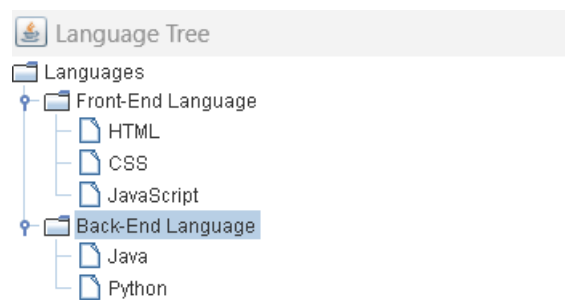 Language Tree
Languages
Front-End Language
HTML
CSS
JavaScript
Back-End Language
Java
Python